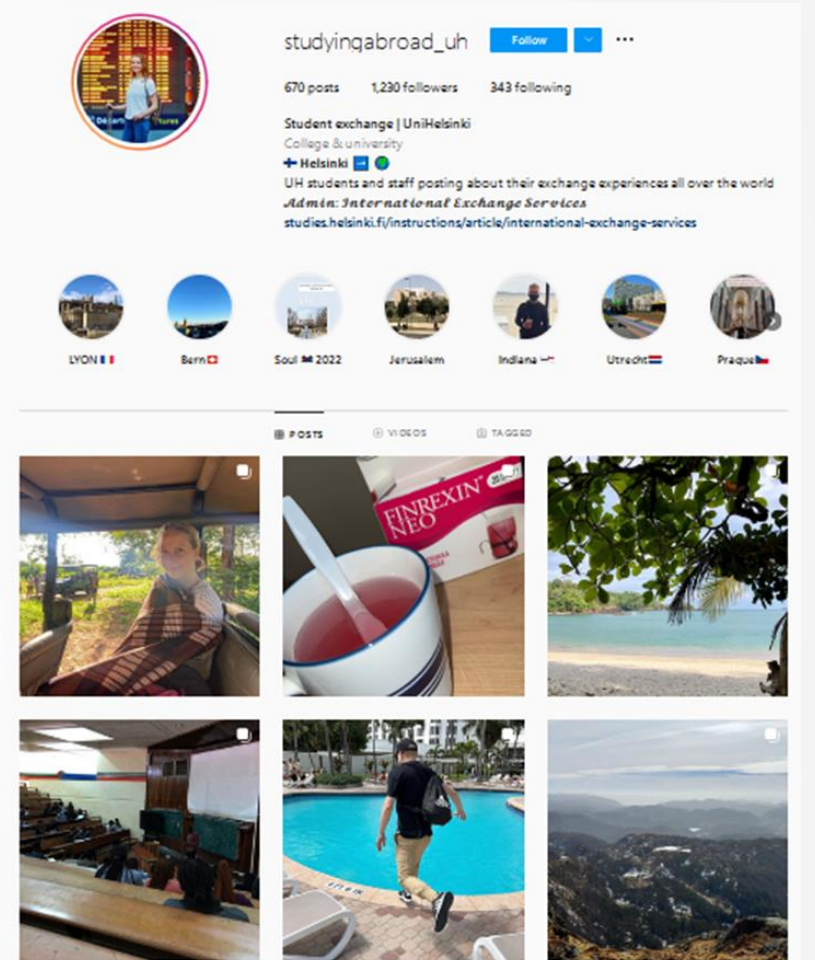 studyingabroad_uh Follow
670 posts 1,230 followers 343 following
Student exchange | UniHelsinki
College & university
Helsinki
UH students and staff posting about their exchange experiences all over the world
Admin: International Exchange Services
studies.helsinki.fi/instructions/article/international-exchange-services
LYON Bern Soul 2022 Jerusalem Indiana Utrecht Prague
POSTS VIDEOS TAGGED
FINREXIN
NEO